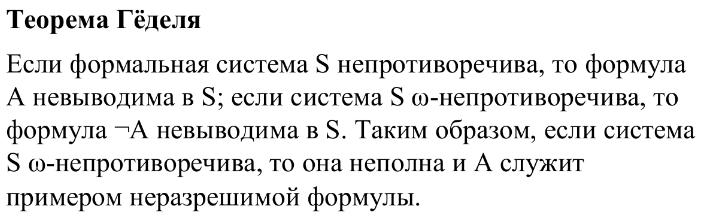 Теорема Гёделя
Если формальная система S непротиворечива, то формула
A невыводима в S; если система S ω-непротиворечива, то
формула ¬A невыводима в S. Таким образом, если система
S ω-непротиворечива, то она неполна и A служит
примером неразрешимой формулы.